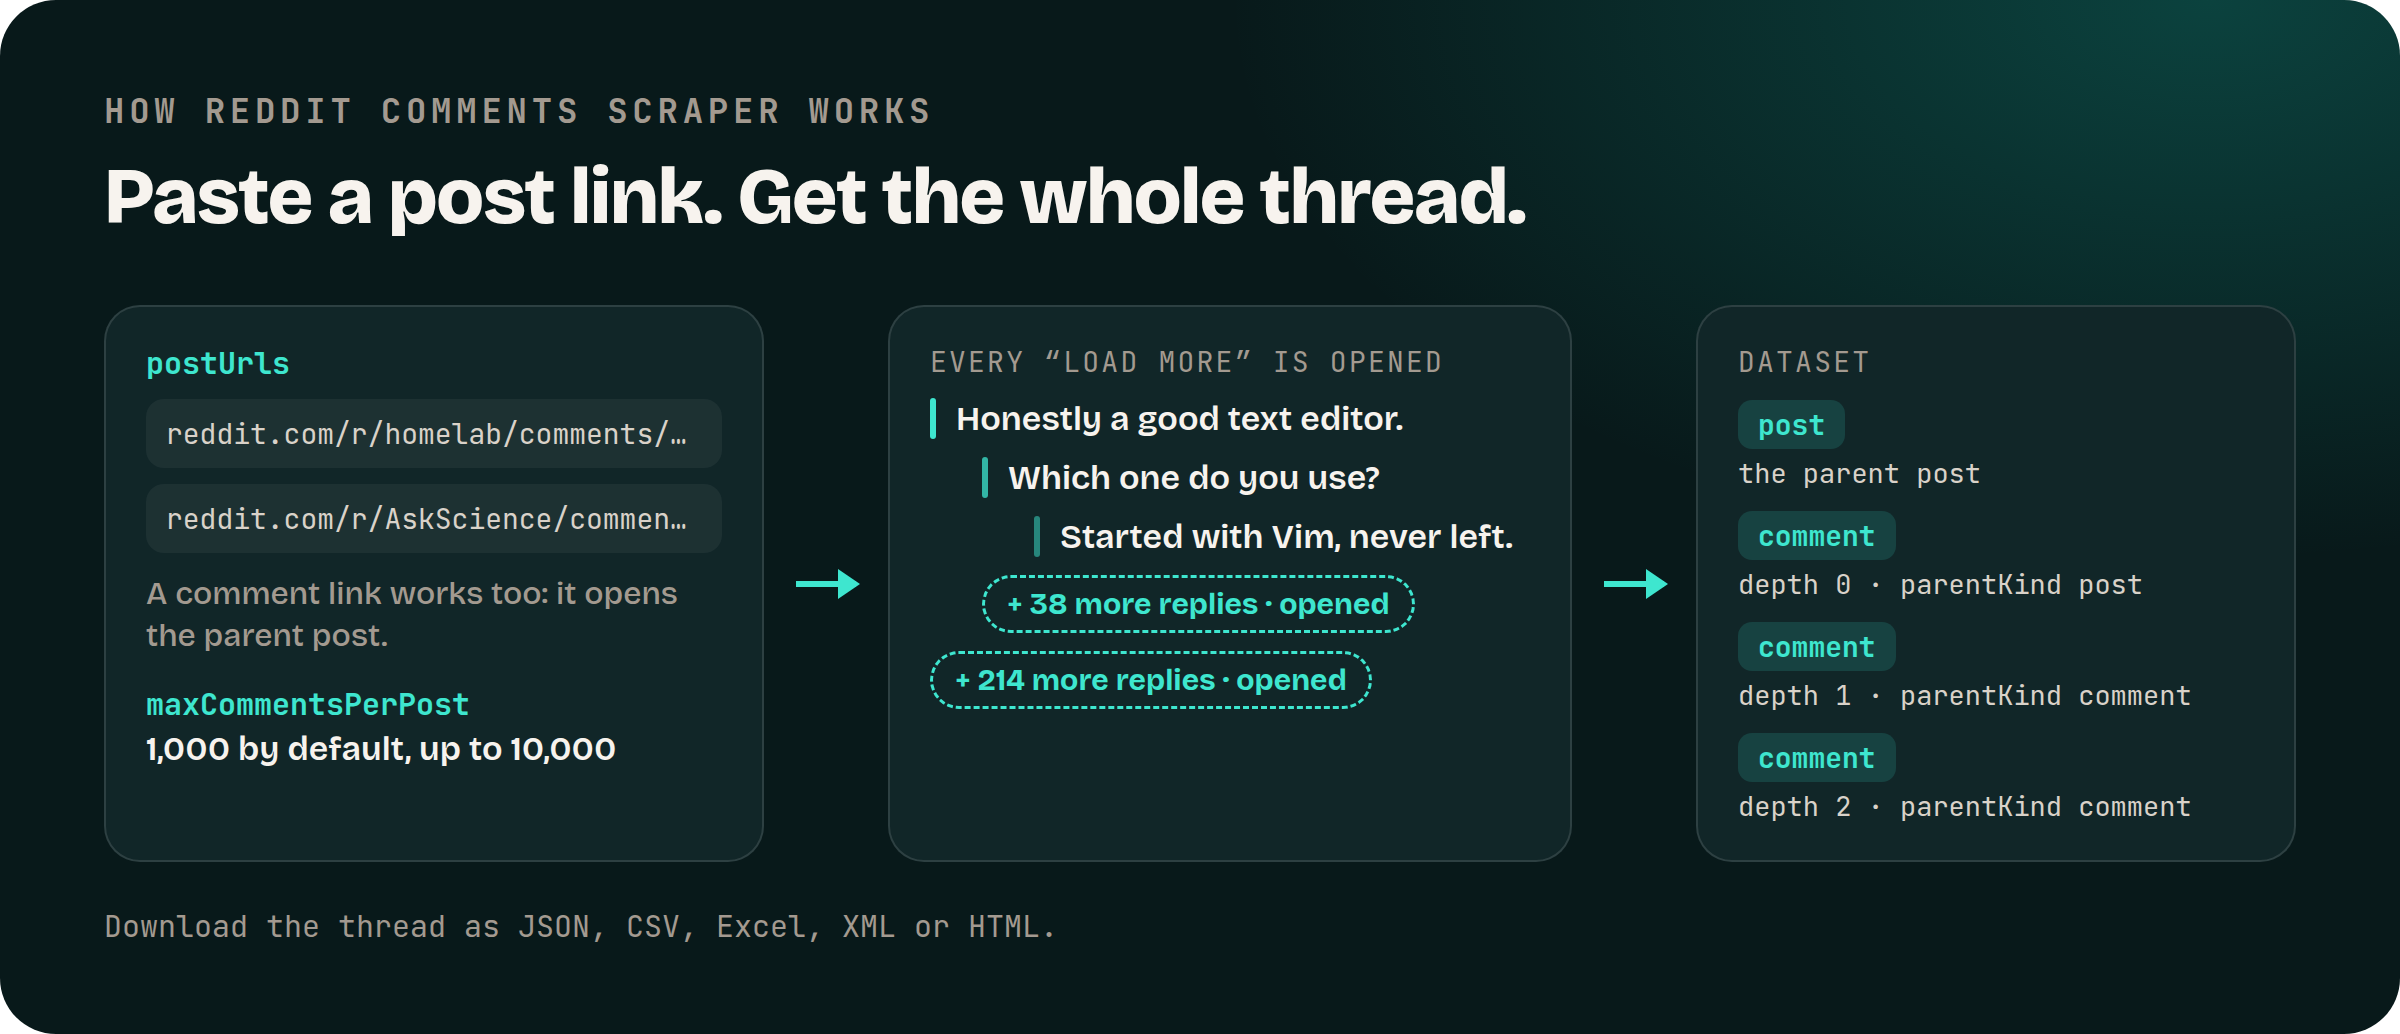 HOW REDDIT COMMENTS SCRAPER WORKS
Paste a post link. Get the whole thread.
postUrls
reddit.com/r/homelab/comments/…
reddit.com/r/AskScience/commen…
A comment link works too: it opens
the parent post.
maxCommentsPerPost
1,000 by default, up to 10,000
EVERY “LOAD MORE” IS OPENED
Honestly a good text editor.
Which one do you use?
Started with Vim, never left.
+ 38 more replies · opened
+ 214 more replies · opened
DATASET
post
the parent post
comment
depth 0 · parentKind post
comment
depth 1 · parentKind comment
comment
depth 2 · parentKind comment
Download the thread as JSON, CSV, Excel, XML or HTML.